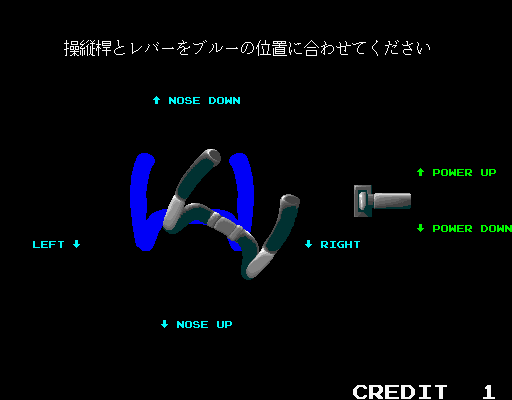 操縦桿とレバーをブルーの位置に合わせてください
↑ NOSE DOWN
↑ POWER UP
↓ POWER DOWN
LEFT ↓
↓ RIGHT
↓ NOSE UP
CREDIT 1